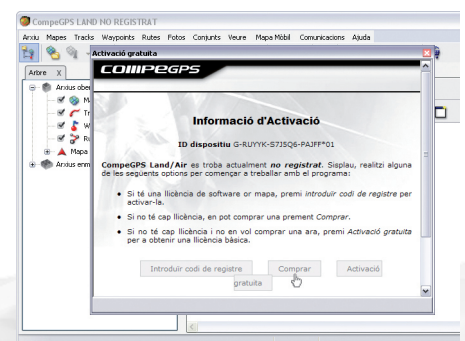 CompeGPS LAND NO REGISTRAT
Arxiu Mapes Tracks Waypoints Rutes Fotos Conjunts Veure Mapa Mòbil Comunicacions Ajuda
Activació gratuïta
Arbre X
COMPEGPS
Arxius
Informació d'Activació
ID dispositiu G-RUYYK-S7J5Q6-PAJFF*01
CompeGPS Land/Air es troba actualment no registrat. Sisplau, realitzi alguna
de les següents options per començar a treballar amb el programa:
Mapa
Arxius
• Si té una llicència de software or mapa, premi introduir codi de registre per
activar-la.
• Si no té cap llicència, en pot comprar una prement Comprar.
• Si no té cap llicència i no en vol comprar una ara, premi Activació gratuita
per a obtenir una llicència bàsica.
Introduïr codi de registre Comprar Activació
gratuita